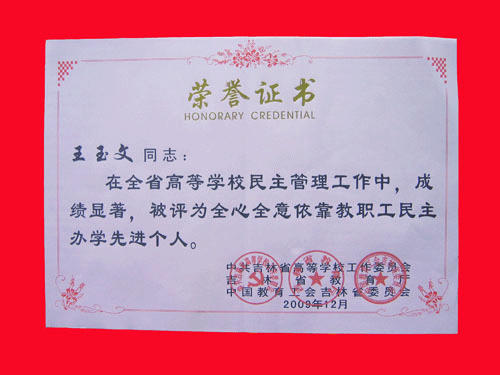 荣誉证书
HONORARY CREDENTIAL
王玉文 同志：
在全省高等学校民主管理工作中，成
绩显著，被评为全心全意依靠教职工民主
办学先进个人。
中共吉林省高等学校工作委员会
吉林省教育厅
中国教育工会吉林省委员会
2009年12月